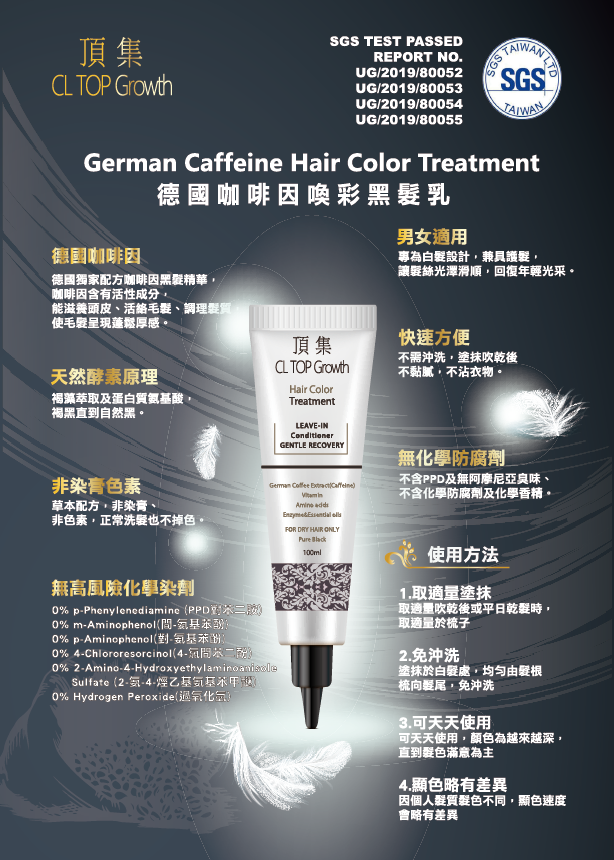 頂集
CL TOP Growth
SGS TEST PASSED
REPORT NO.
UG/2019/80052
UG/2019/80053
UG/2019/80054
UG/2019/80055
SGS TAIWAN LTD
SGS
TAIWAN
German Caffeine Hair Color Treatment
德國咖啡因喚彩黑髮乳
德國咖啡因
德國獨家配方咖啡因黑髮精華，
咖啡因含有活性成分，
能滋養頭皮、活絡毛髮、調理髮質，
使毛髮呈現蓬鬆厚感。
天然酵素原理
褐藻萃取及蛋白質氨基酸，
褐黑直到自然黑。
非染膏色素
草本配方，非染膏、
非色素，正常洗髮也不掉色。
無高風險化學染劑
0% p-Phenylenediamine (PPD對苯二胺)
0% m-Aminophenol(間-氨基苯酚)
0% p-Aminophenol(對-氨基苯酚)
0% 4-Chlororesorcinol(4-氯間苯二酚)
0% 2-Amino-4-Hydroxyethylaminoanisole
Sulfate (2-氨-4-羥乙基氨基苯甲醚)
0% Hydrogen Peroxide(過氧化氫)
頂集
CL TOP Growth
Hair Color
Treatment
LEAVE-IN
Conditioner
GENTLE RECOVERY
German Coffee Extract(Caffeine)
Vitamin
Amino acids
Enzyme&Essential oils
FOR DRY HAIR ONLY
Pure Black
100ml
男女適用
專為白髮設計，兼具護髮，
讓髮絲光澤滑順，回復年輕光采。
快速方便
不需沖洗，塗抹吹乾後
不黏膩，不沾衣物。
無化學防腐劑
不含PPD及無阿摩尼亞臭味、
不含化學防腐劑及化學香精。
使用方法
1.取適量塗抹
取適量吹乾後或平日乾髮時，
取適量於梳子
2.免沖洗
塗抹於白髮處，均勻由髮根
梳向髮尾，免沖洗
3.可天天使用
可天天使用，顏色為越來越深，
直到髮色滿意為主
4.顯色略有差異
因個人髮質髮色不同，顯色速度
會略有差異